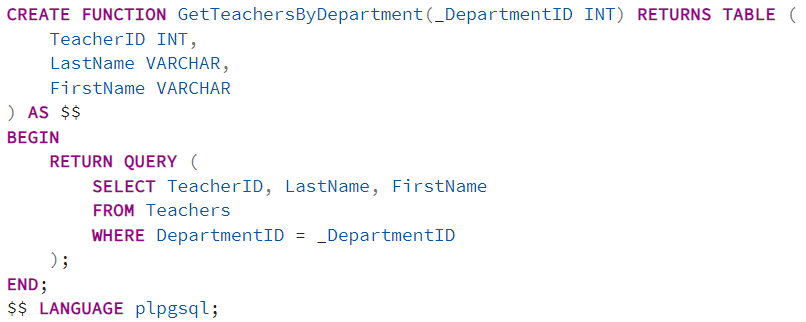 CREATE FUNCTION GetTeachersByDepartment(_DepartmentID INT) RETURNS TABLE (
    TeacherID INT,
    LastName VARCHAR,
    FirstName VARCHAR
) AS $$
BEGIN
    RETURN QUERY (
        SELECT TeacherID, LastName, FirstName
        FROM Teachers
        WHERE DepartmentID = _DepartmentID
    );
END;
$$ LANGUAGE plpgsql;